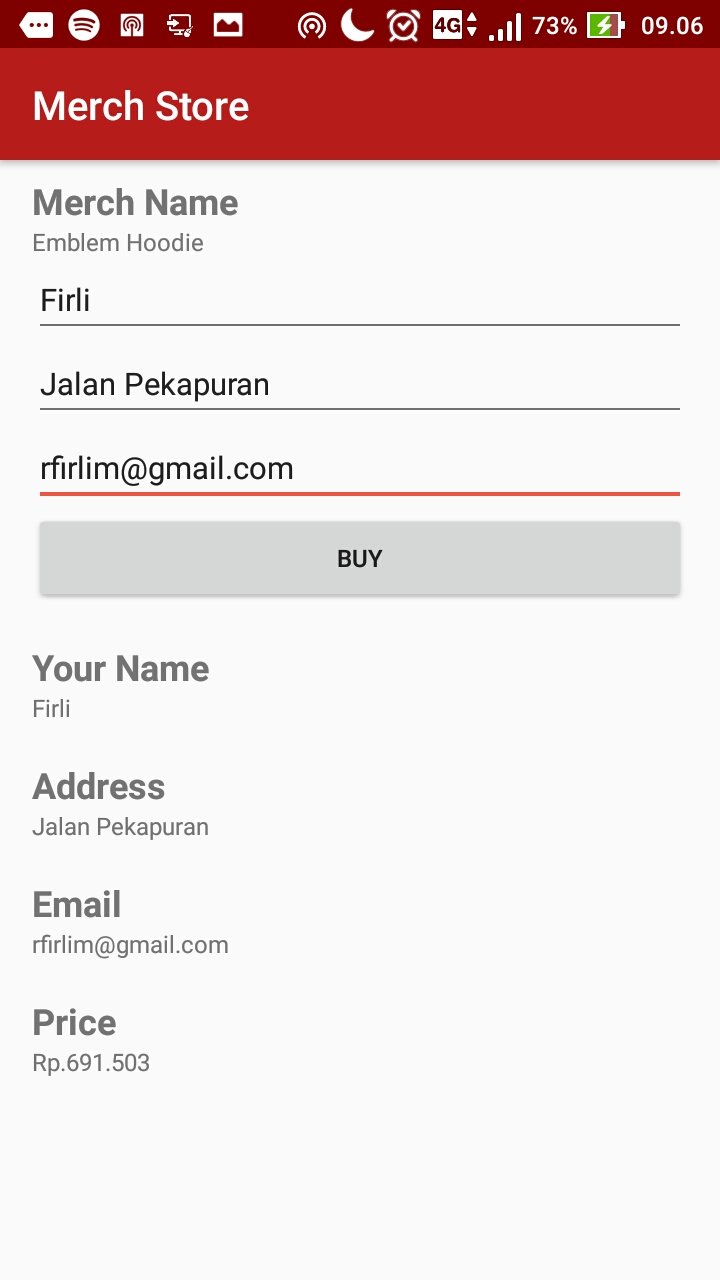 4G 73% 09.06
Merch Store
Merch Name
Emblem Hoodie
Firli
Jalan Pekapuran
rfirlim@gmail.com
BUY
Your Name
Firli
Address
Jalan Pekapuran
Email
rfirlim@gmail.com
Price
Rp.691.503